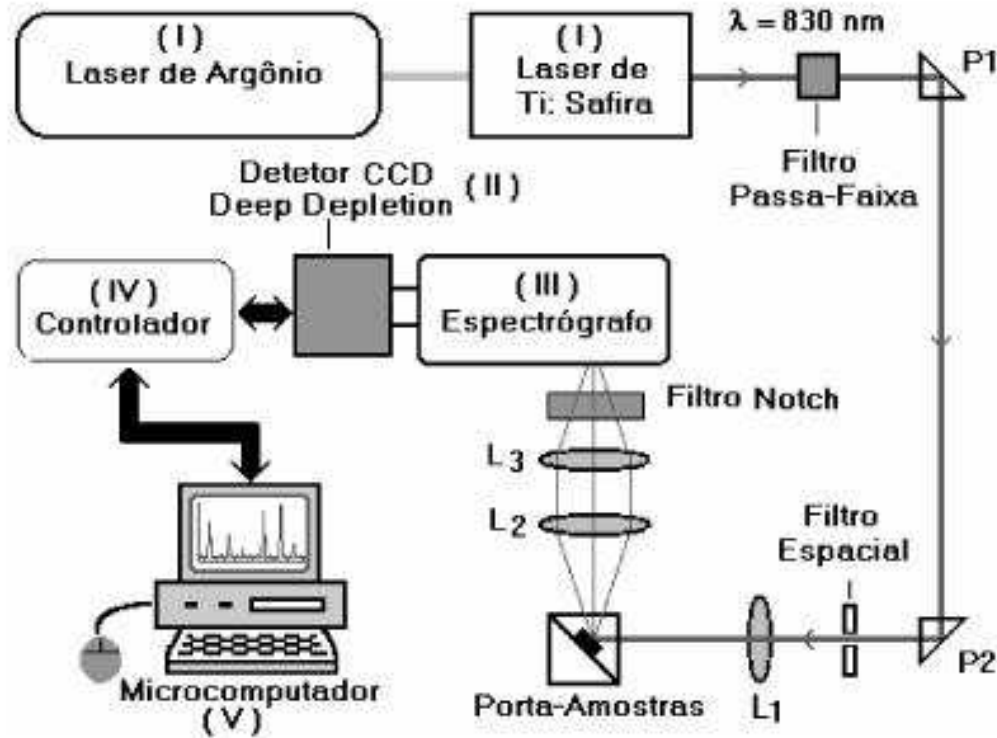 ( I )
Laser de Argônio
( I )
Laser de
Ti: Safira
λ = 830 nm
P1
Filtro
Passa-Faixa
Detetor CCD
Deep Depletion
( II )
( III )
Espectrógrafo
( IV )
Controlador
Filtro Notch
L3
L2
Filtro
Espacial
P2
L1
Porta-Amostras
Microcomputador
( V )